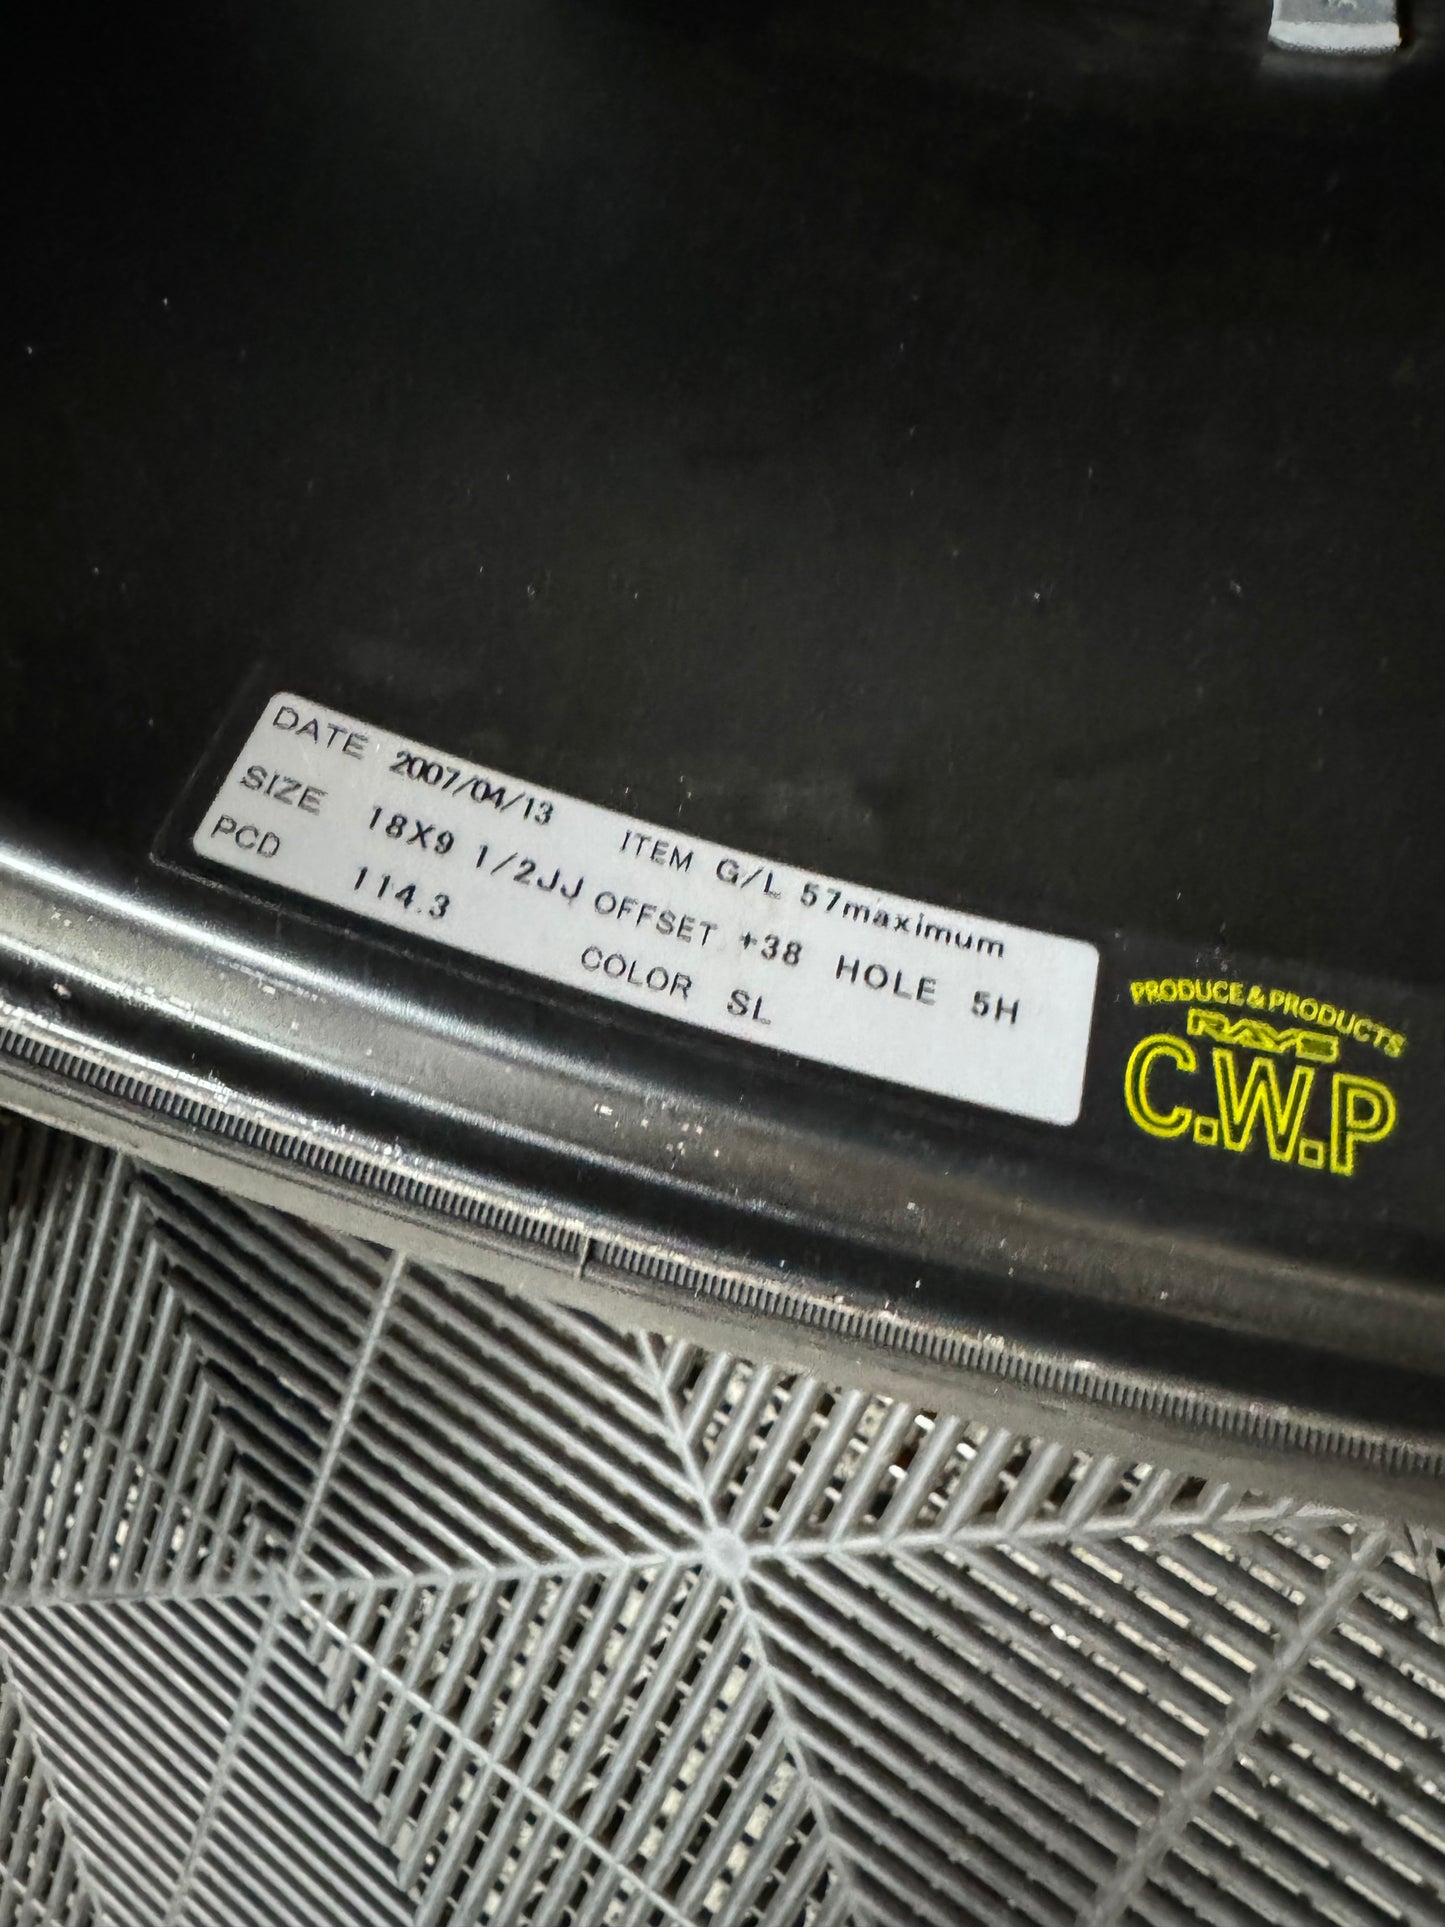 DATE 2007/04/13 ITEM G/L 57maximum
SIZE 18X9 1/2JJ OFFSET +38 HOLE 5H
PCD 114.3 COLOR SL
PRODUCE&PRODUCTS
RAYS
C.W.P